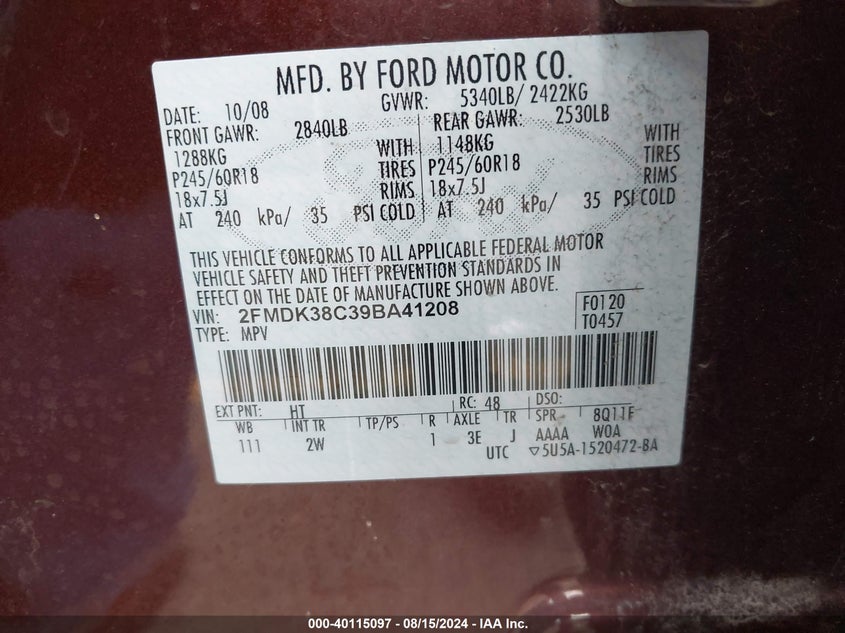 MFD. BY FORD MOTOR CO.
DATE: 10/08 GVWR: 5340LB/ 2422KG
FRONT GAWR: 2840LB REAR GAWR: 2530LB
1288KG WITH 1148KG WITH
P245/60R18 TIRES P245/60R18 TIRES
18x7.5J RIMS 18x7.5J RIMS
AT 240 kPa/ 35 PSI COLD AT 240 kPa/ 35 PSI COLD
THIS VEHICLE CONFORMS TO ALL APPLICABLE FEDERAL MOTOR
VEHICLE SAFETY AND THEFT PREVENTION STANDARDS IN
EFFECT ON THE DATE OF MANUFACTURE SHOWN ABOVE.
VIN: 2FMDK38C39BA41208 F0120
TYPE: MPV T0457
EXT PNT: HT RC: 48 DSO:
WB INT TR TP/PS R AXLE TR SPR 8Q11F
111 2W 1 3E J AAAA WOA
UTC ▽5U5A-1520472-BA
000-40115097 - 08/15/2024 - IAA Inc.